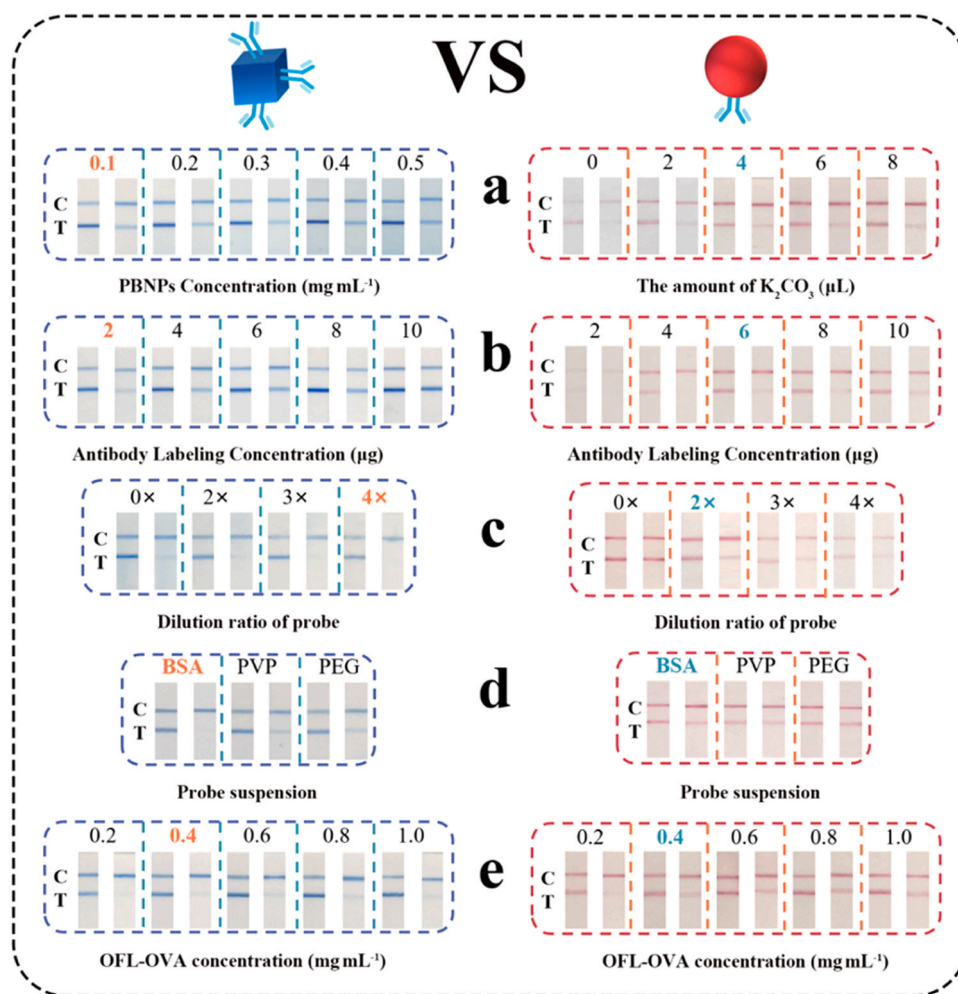 VS
0.1 0.2 0.3 0.4 0.5
C
T
PBNPs Concentration (mg mL⁻¹)
a
0 2 4 6 8
C
T
The amount of K₂CO₃ (μL)
2 4 6 8 10
C
T
Antibody Labeling Concentration (μg)
b
2 4 6 8 10
C
T
Antibody Labeling Concentration (μg)
0× 2× 3× 4×
C
T
Dilution ratio of probe
c
0× 2× 3× 4×
C
T
Dilution ratio of probe
BSA PVP PEG
C
T
Probe suspension
d
BSA PVP PEG
C
T
Probe suspension
0.2 0.4 0.6 0.8 1.0
C
T
OFL-OVA concentration (mg mL⁻¹)
e
0.2 0.4 0.6 0.8 1.0
C
T
OFL-OVA concentration (mg mL⁻¹)